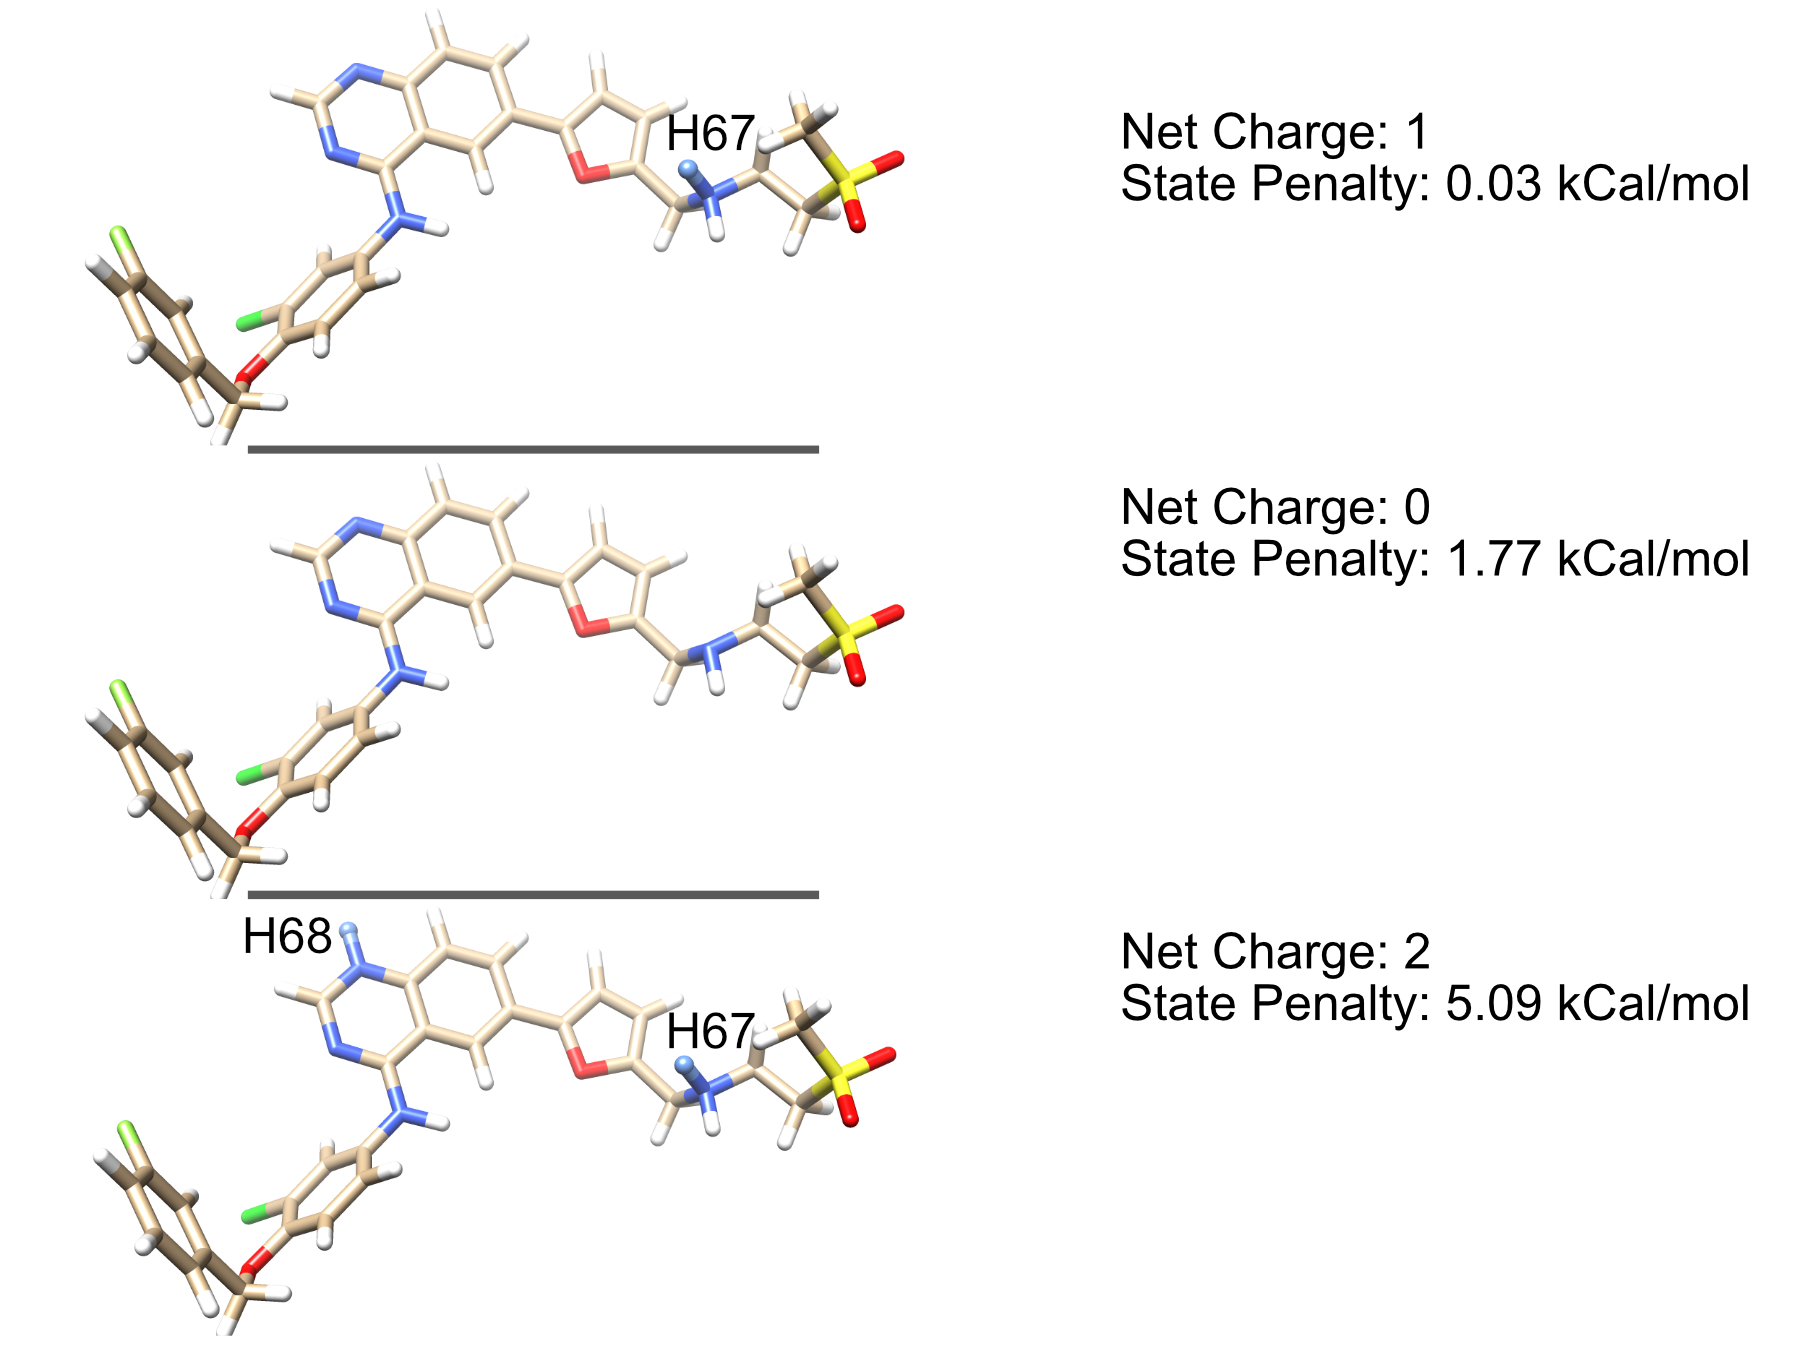 H67
Net Charge: 1
State Penalty: 0.03 kCal/mol
Net Charge: 0
State Penalty: 1.77 kCal/mol
H68
H67
Net Charge: 2
State Penalty: 5.09 kCal/mol